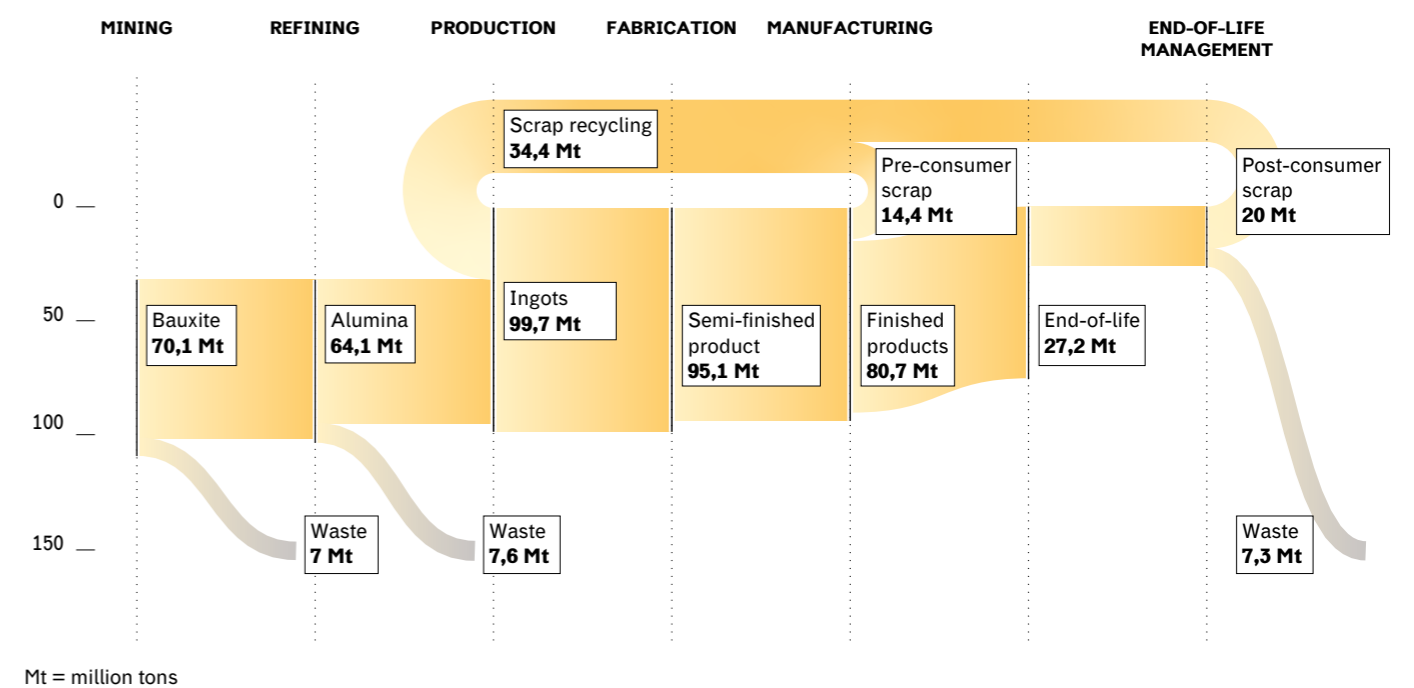 MINING
REFINING
PRODUCTION
FABRICATION
MANUFACTURING
END-OF-LIFE
MANAGEMENT
Scrap recycling
34,4 Mt
Pre-consumer
scrap
14,4 Mt
Post-consumer
scrap
20 Mt
0
50
100
150
Bauxite
70,1 Mt
Alumina
64,1 Mt
Ingots
99,7 Mt
Semi-finished
product
95,1 Mt
Finished
products
80,7 Mt
End-of-life
27,2 Mt
Waste
7 Mt
Waste
7,6 Mt
Waste
7,3 Mt
Mt = million tons